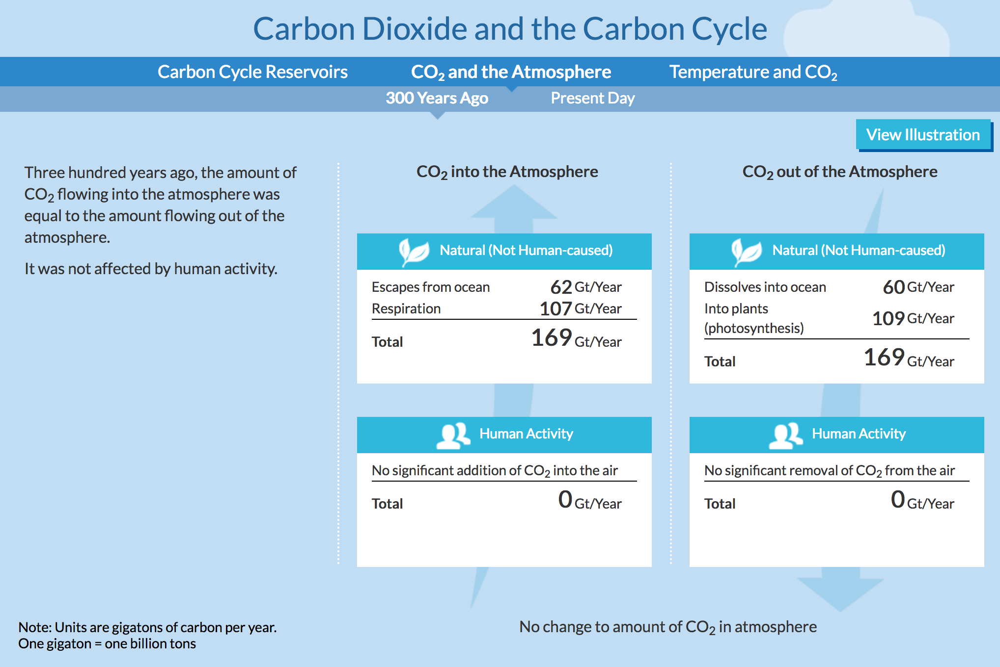 Carbon Dioxide and the Carbon Cycle
Carbon Cycle Reservoirs
CO₂ and the Atmosphere
Temperature and CO₂
300 Years Ago
Present Day
View Illustration
Three hundred years ago, the amount of
CO₂ flowing into the atmosphere was
equal to the amount flowing out of the
atmosphere.
It was not affected by human activity.
CO₂ into the Atmosphere
Natural (Not Human-caused)
Escapes from ocean 62 Gt/Year
Respiration 107 Gt/Year
Total 169 Gt/Year
Human Activity
No significant addition of CO₂ into the air
Total 0 Gt/Year
CO₂ out of the Atmosphere
Natural (Not Human-caused)
Dissolves into ocean 60 Gt/Year
Into plants
(photosynthesis) 109 Gt/Year
Total 169 Gt/Year
Human Activity
No significant removal of CO₂ from the air
Total 0 Gt/Year
Note: Units are gigatons of carbon per year.
One gigaton = one billion tons
No change to amount of CO₂ in atmosphere